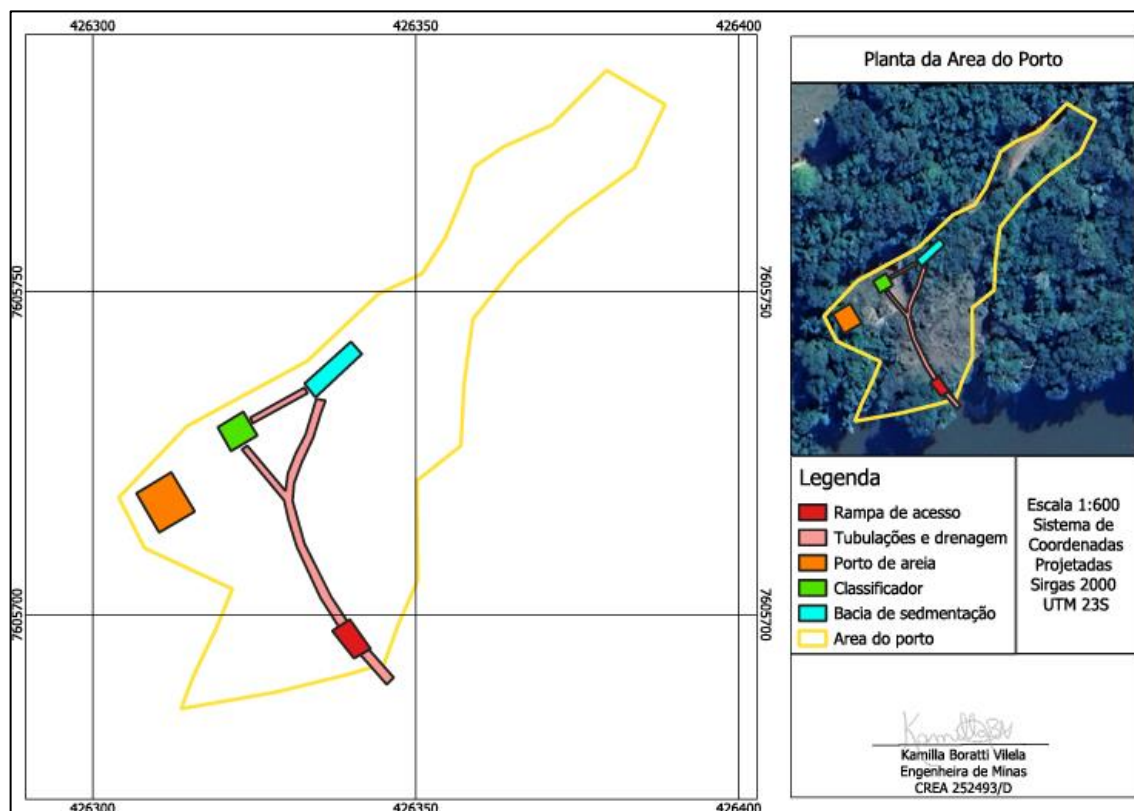 426300
426350
426400
7605750
7605750
7605700
7605700
426300
426350
426400
Planta da Area do Porto
Legenda
Rampa de acesso
Tubulações e drenagem
Porto de areia
Classificador
Bacia de sedmentação
Area do porto
Escala 1:600
Sistema de
Coordenadas
Projetadas
Sirgas 2000
UTM 23S
Kamilla Boratti Vilela
Engenheira de Minas
CREA 252493/D